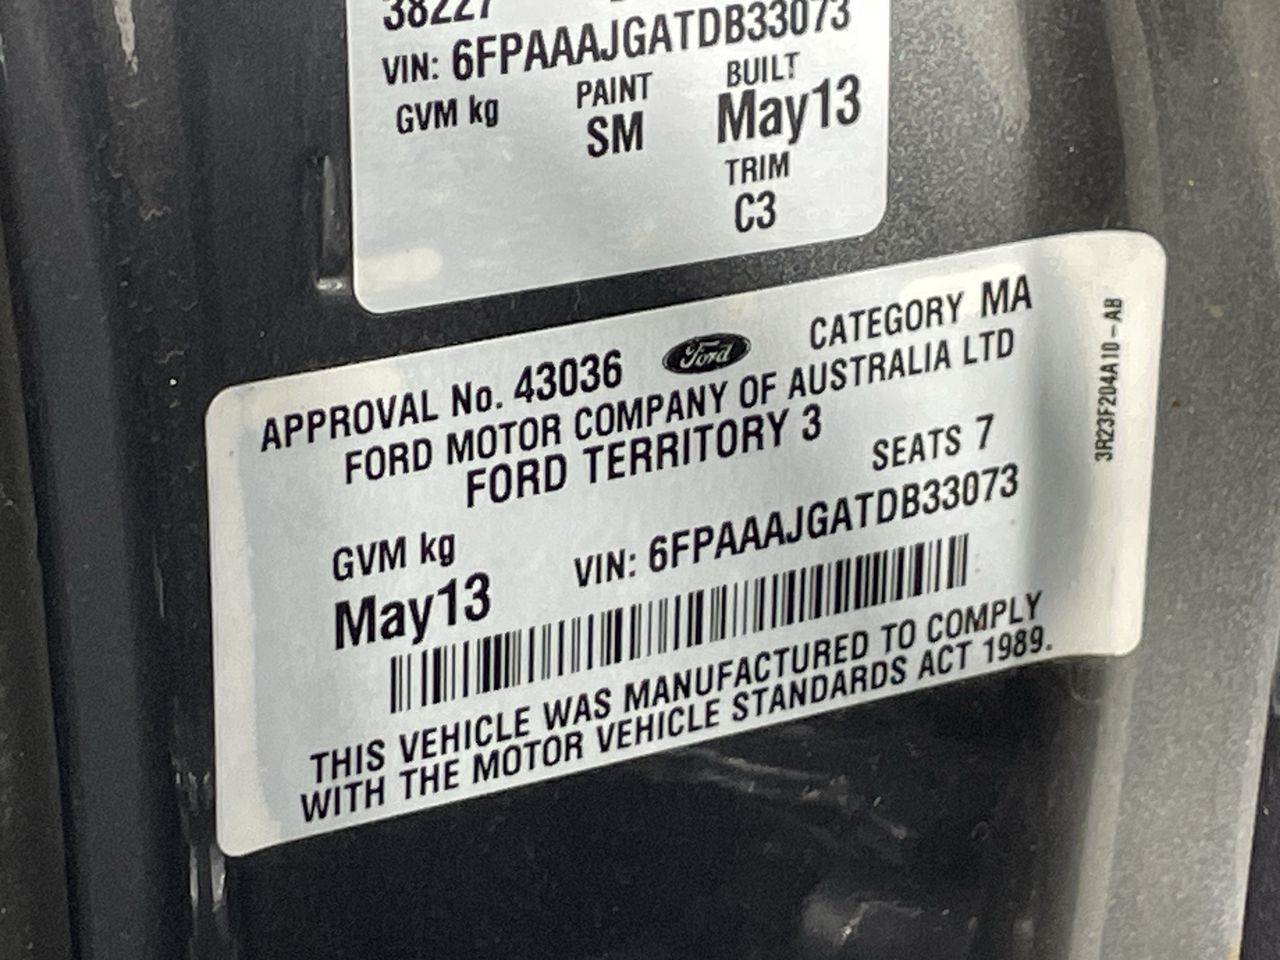 38227
VIN: 6FPAAAJGATDB33073
GVM kg PAINT BUILT
SM May13
TRIM
C3
APPROVAL No. 43036 Ford CATEGORY MA
FORD MOTOR COMPANY OF AUSTRALIA LTD
FORD TERRITORY 3
SEATS 7
GVM kg VIN: 6FPAAAJGATDB33073
May13
THIS VEHICLE WAS MANUFACTURED TO COMPLY
WITH THE MOTOR VEHICLE STANDARDS ACT 1989.
3R23F204A10-AB